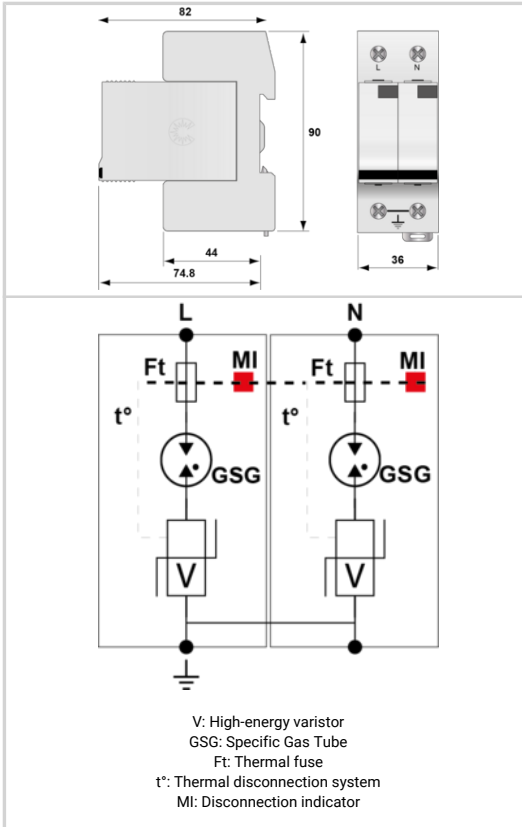 82
L N
90
44
74.8
36
L N
Ft MI Ft MI
t° t°
GSG GSG
V V
V: High-energy varistor
GSG: Specific Gas Tube
Ft: Thermal fuse
t°: Thermal disconnection system
MI: Disconnection indicator